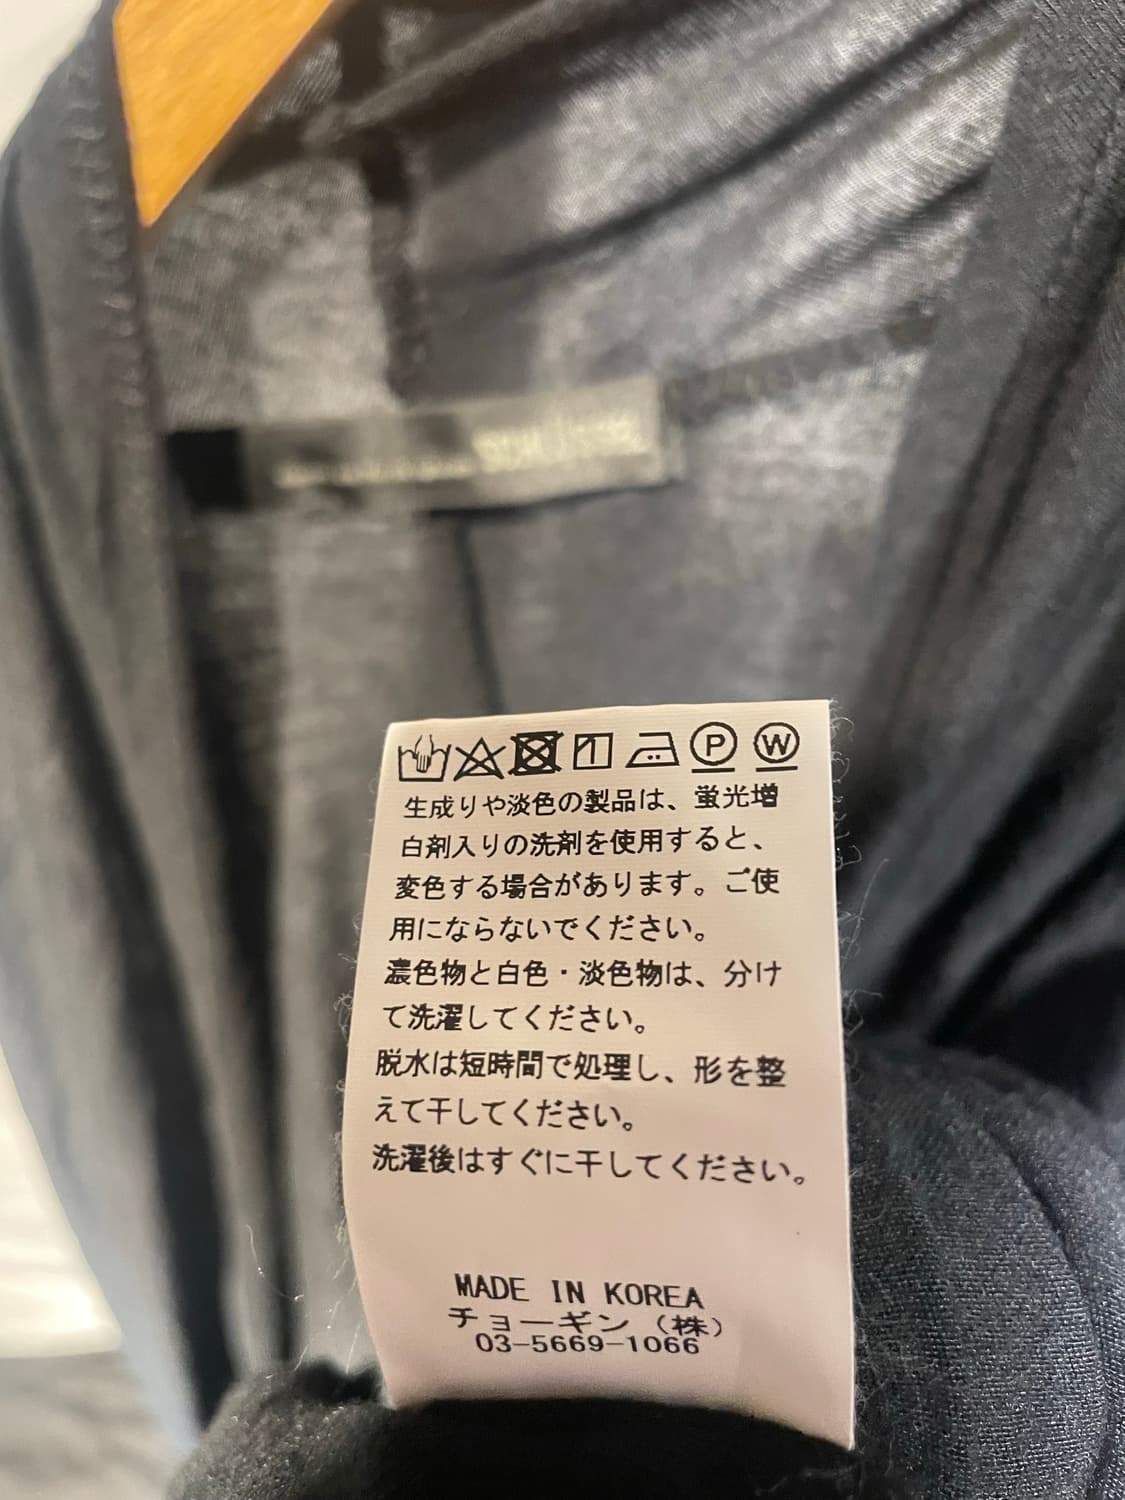 P W
生成りや淡色の製品は、蛍光増
白剤入りの洗剤を使用すると、
変色する場合があります。ご使
用にならないでください。
濃色物と白色・淡色物は、分け
て洗濯してください。
脱水は短時間で処理し、形を整
えて干してください。
洗濯後はすぐに干してください。
MADE IN KOREA
チョーギン（株）
03-5669-1066